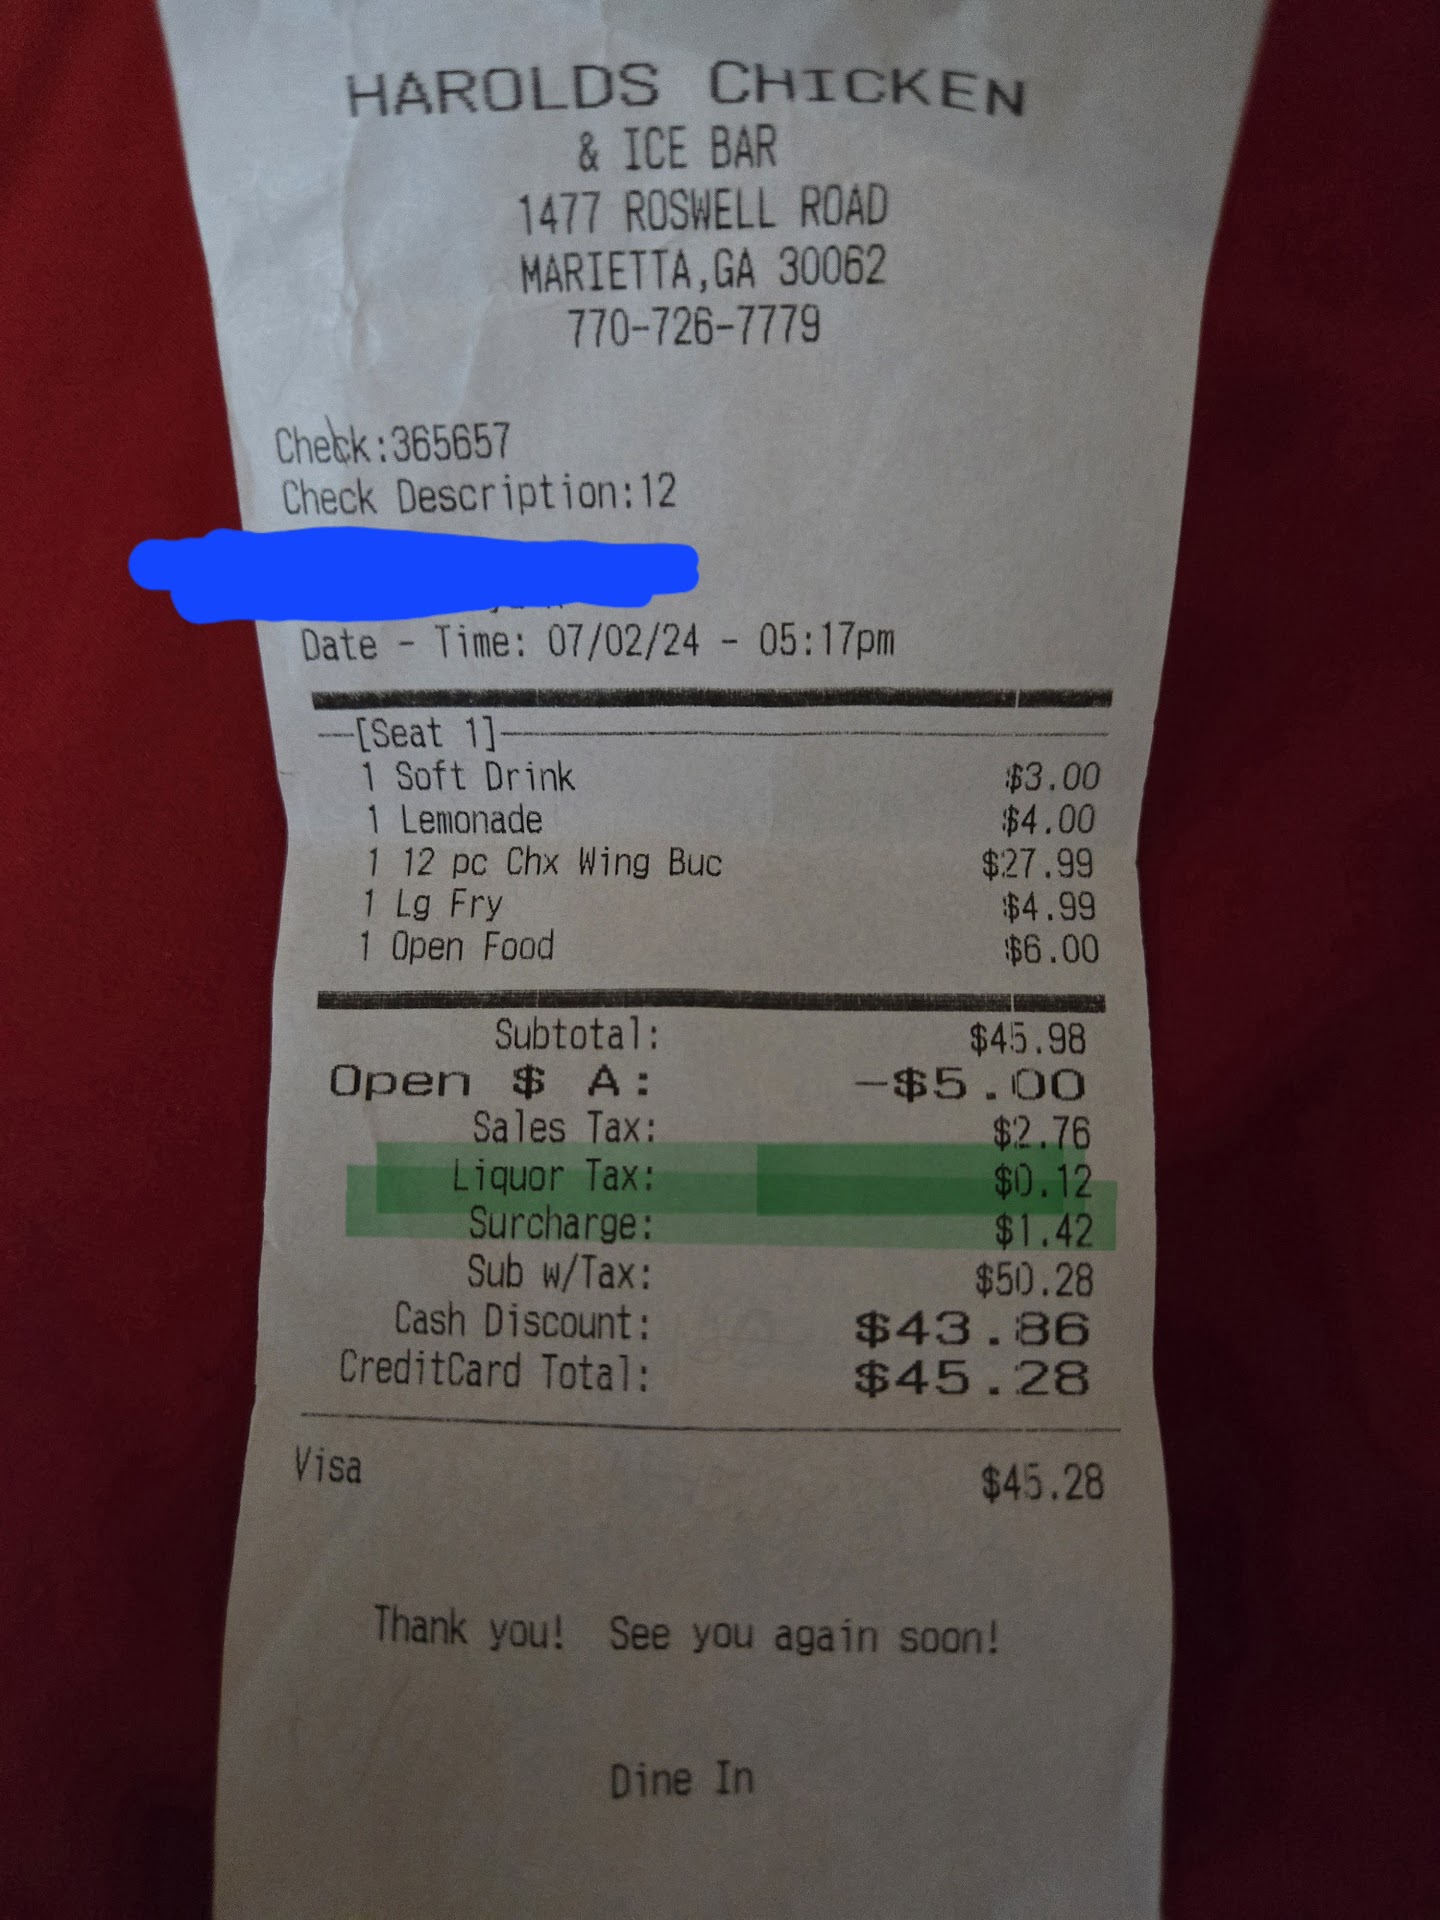 HAROLDS CHICKEN
& ICE BAR
1477 ROSWELL ROAD
MARIETTA,GA 30062
770-726-7779
Check:365657
Check Description:12
Date - Time: 07/02/24 - 05:17pm
[Seat 1]
1 Soft Drink $3.00
1 Lemonade $4.00
1 12 pc Chx Wing Buc $27.99
1 Lg Fry $4.99
1 Open Food $6.00
Subtotal: $45.98
Open $ A: -$5.00
Sales Tax: $2.76
Liquor Tax: $0.12
Surcharge: $1.42
Sub w/Tax: $50.28
Cash Discount: $43.86
CreditCard Total: $45.28
Visa $45.28
Thank you! See you again soon!
Dine In